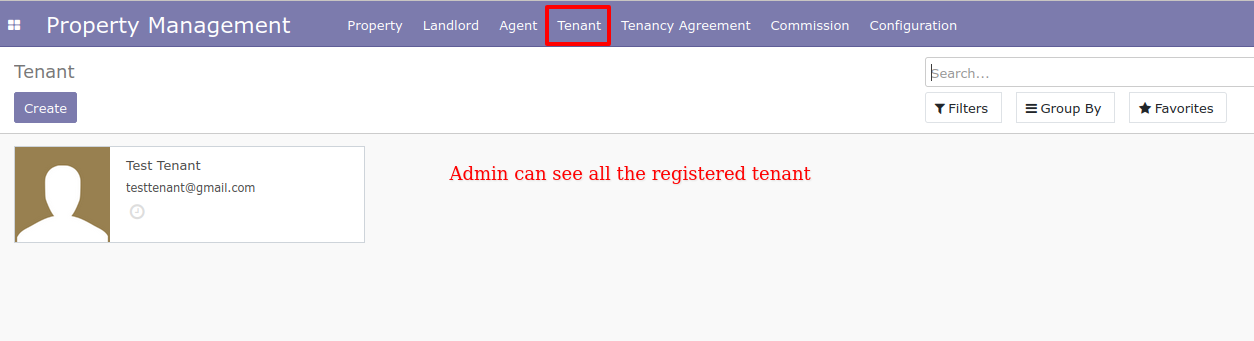 Property Management Property Landlord Agent Tenant Tenancy Agreement Commission Configuration
Tenant
Search...
Create
Filters Group By Favorites
Test Tenant
testtenant@gmail.com
Admin can see all the registered tenant